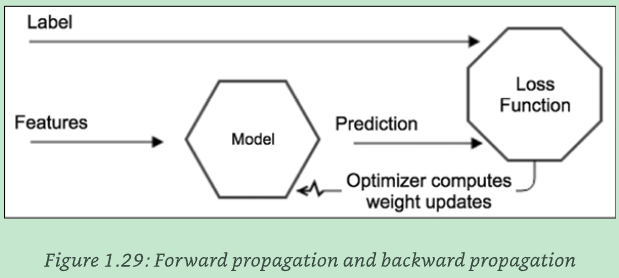 Label
Features
Model
Prediction
Loss
Function
Optimizer computes
weight updates
Figure 1.29: Forward propagation and backward propagation